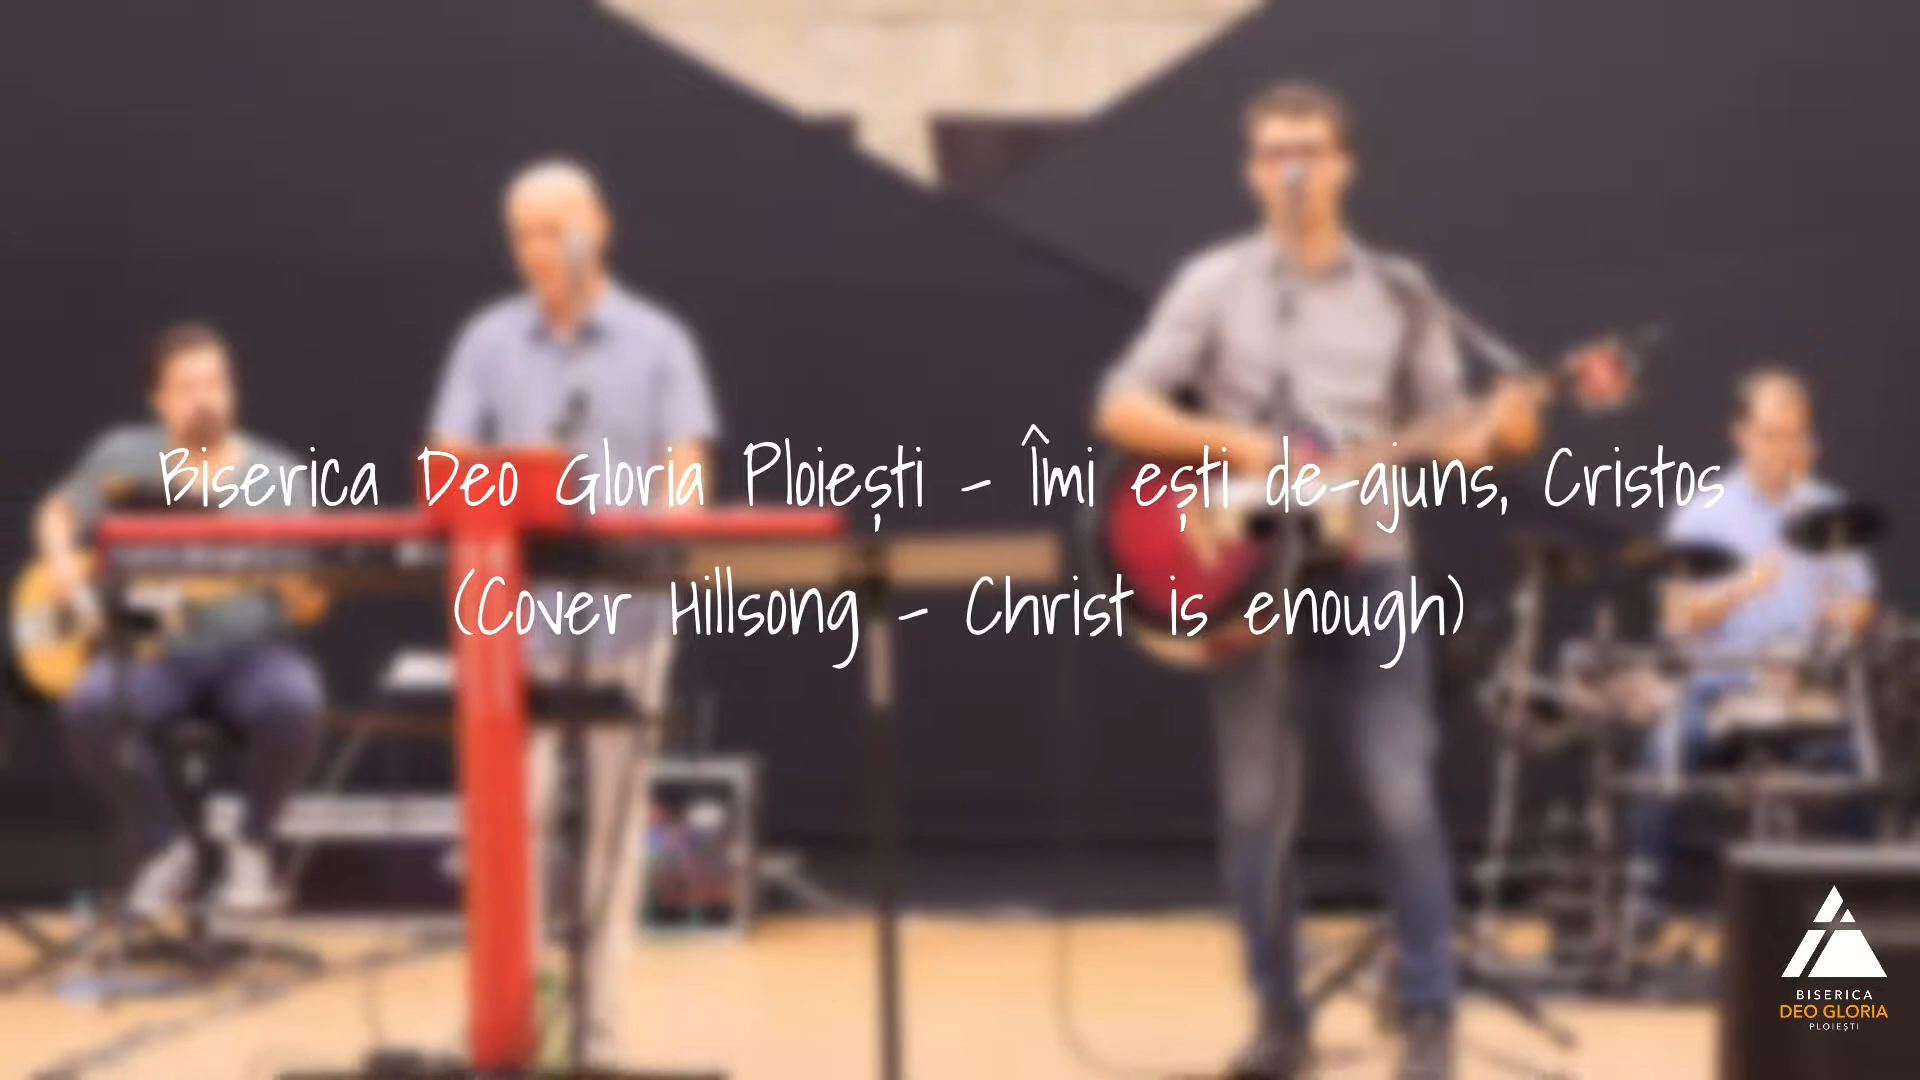 Biserica Deo Gloria Ploiești - Îmi ești de-ajuns, Cristos
(Cover Hillsong - Christ is enough)
BISERICA
DEO GLORIA
PLOIEȘTI